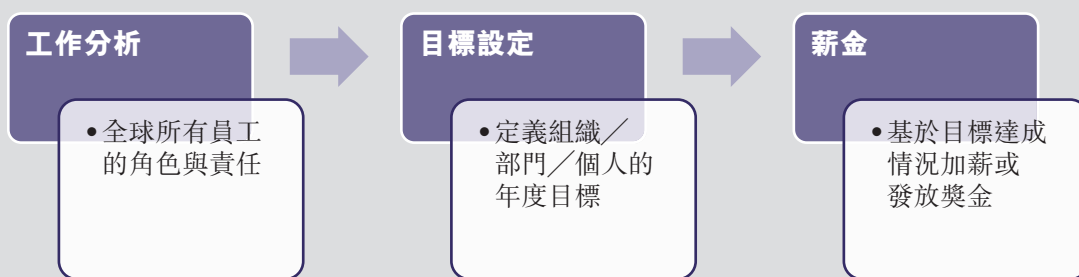 工作分析
•全球所有員工
的角色與責任
目標設定
•定義組織╱
部門╱個人的
年度目標
薪金
•基於目標達成
情況加薪或
發放獎金